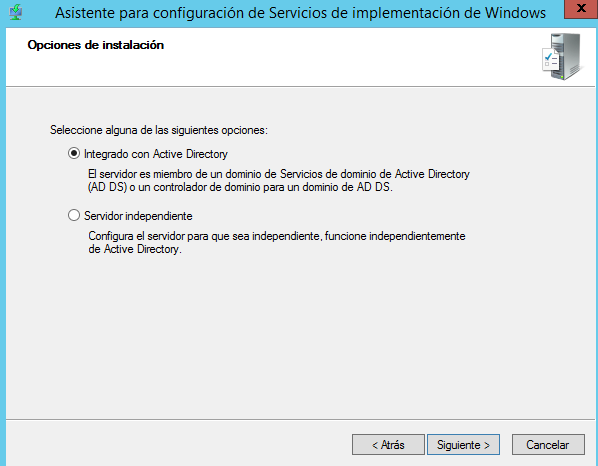 Asistente para configuración de Servicios de implementación de Windows
x
Opciones de instalación
Seleccione alguna de las siguientes opciones:
Integrado con Active Directory
El servidor es miembro de un dominio de Servicios de dominio de Active Directory
(AD DS) o un controlador de dominio para un dominio de AD DS.
Servidor independiente
Configura el servidor para que sea independiente, funcione independientemente
de Active Directory.
< Atrás
Siguiente >
Cancelar